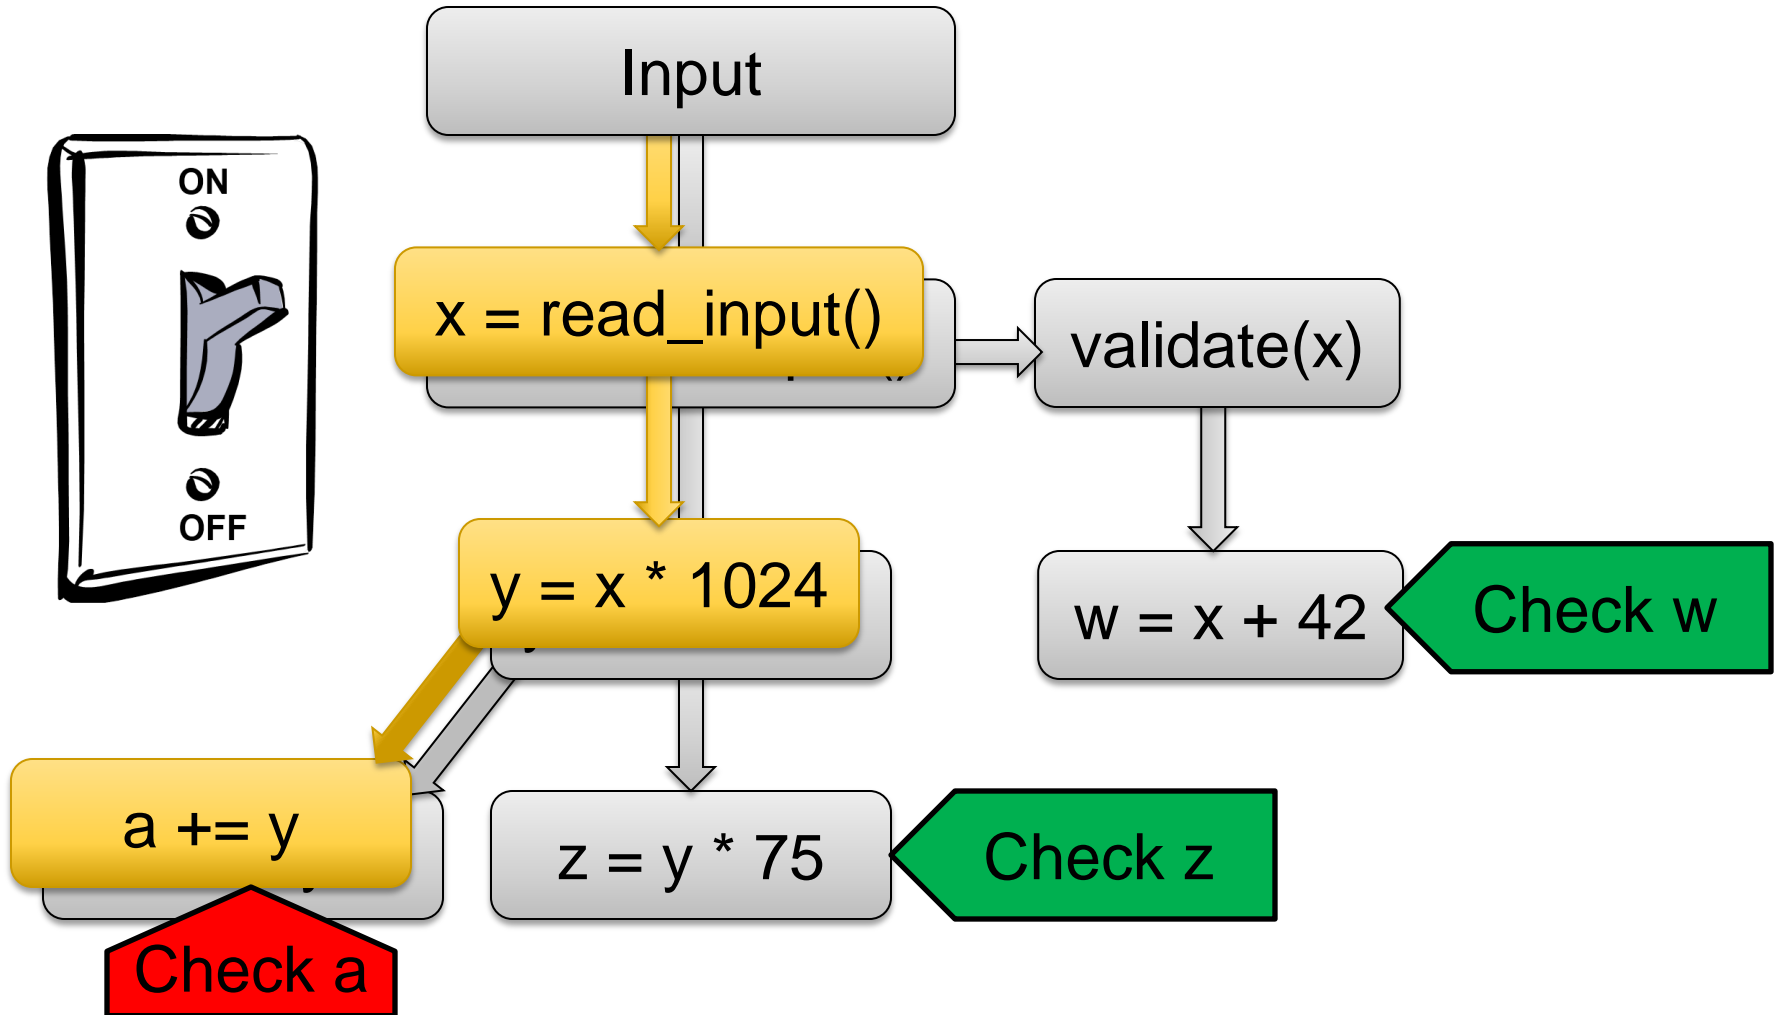 Input
ON
x = read_input()
validate(x)
OFF
y = x * 1024
w = x + 42
Check w
a += y
z = y * 75
Check z
Check a